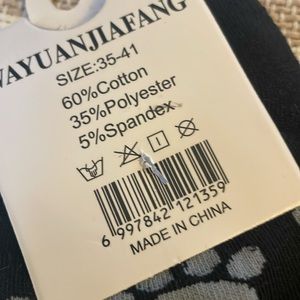 WAYUANJIAFANG
SIZE:35-41
60%Cotton
35%Polyester
5%Spandex
6 997842 121359
MADE IN CHINA